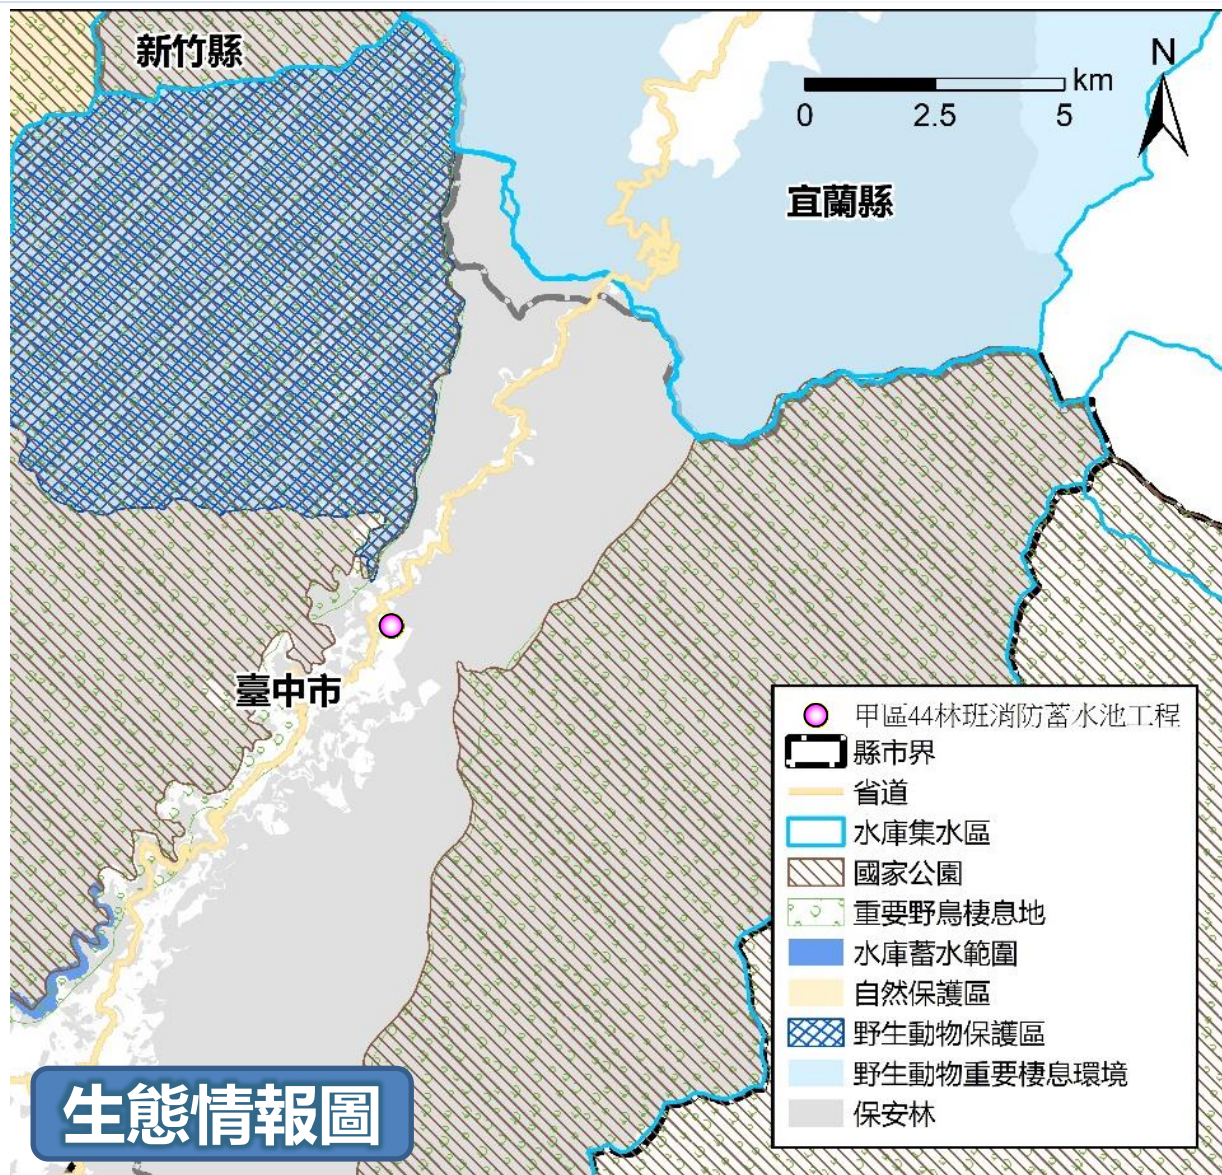 新竹縣
N
km
0 2.5 5
宜蘭縣
臺中市
甲區44林班消防蓄水池工程
縣市界
省道
水庫集水區
國家公園
重要野鳥棲息地
水庫蓄水範圍
自然保護區
野生動物保護區
野生動物重要棲息環境
保安林
生態情報圖